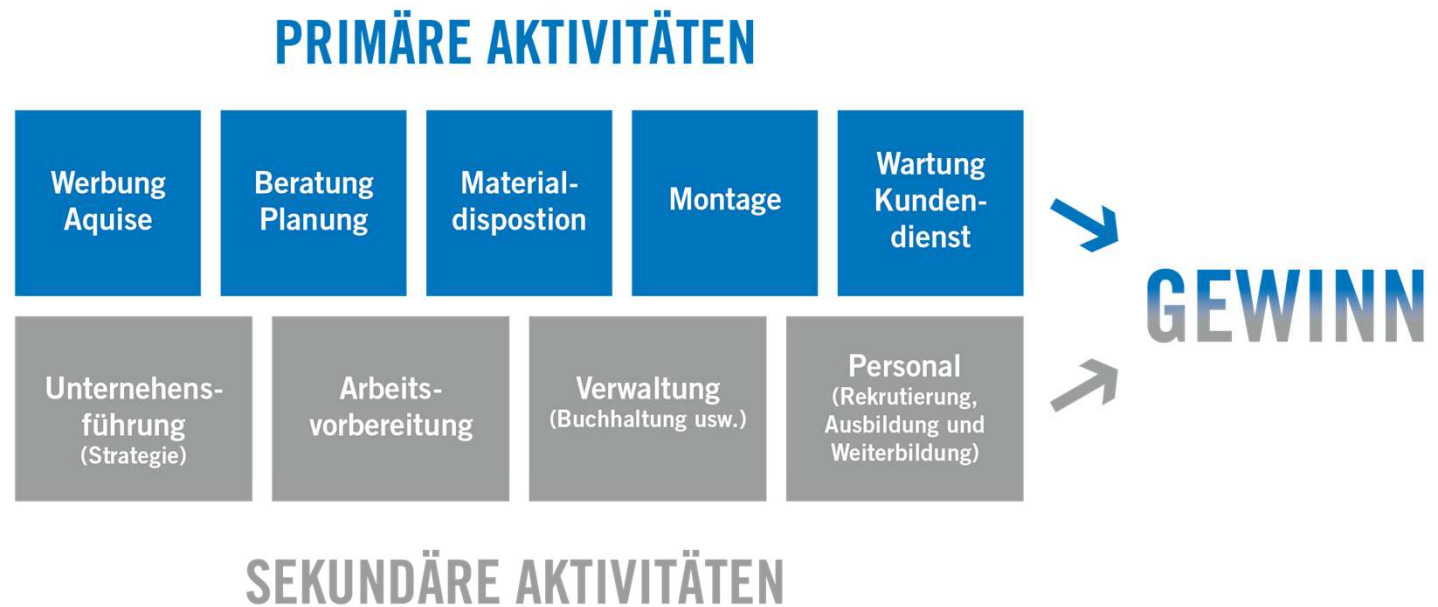 PRIMÄRE AKTIVITÄTEN
Werbung
Aquise
Beratung
Planung
Material-
dispostion
Montage
Wartung
Kunden-
dienst
GEWINN
Unternehens-
führung
(Strategie)
Arbeits-
vorbereitung
Verwaltung
(Buchhaltung usw.)
Personal
(Rekrutierung,
Ausbildung und
Weiterbildung)
SEKUNDÄRE AKTIVITÄTEN